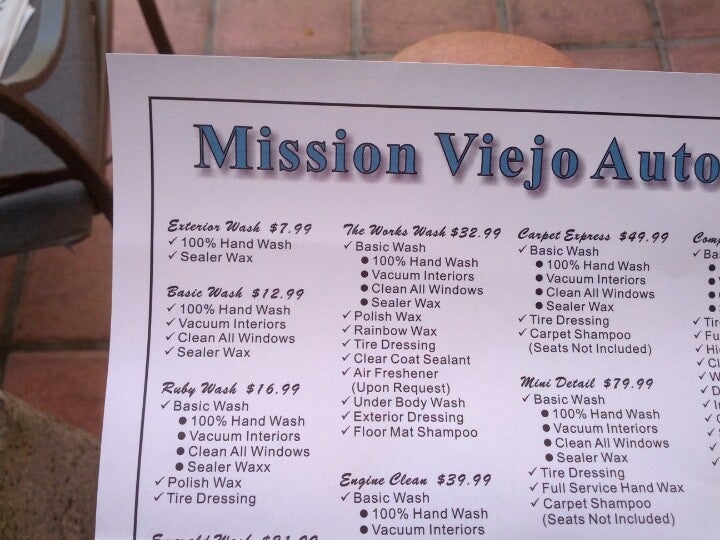 Mission Viejo Auto
Exterior Wash $7.99
✓ 100% Hand Wash
✓ Sealer Wax
Basic Wash $12.99
✓ 100% Hand Wash
✓ Vacuum Interiors
✓ Clean All Windows
✓ Sealer Wax
Ruby Wash $16.99
✓ Basic Wash
● 100% Hand Wash
● Vacuum Interiors
● Clean All Windows
● Sealer Waxx
✓ Polish Wax
✓ Tire Dressing
The Works Wash $32.99
✓ Basic Wash
● 100% Hand Wash
● Vacuum Interiors
● Clean All Windows
● Sealer Wax
✓ Polish Wax
✓ Rainbow Wax
✓ Tire Dressing
✓ Clear Coat Sealant
✓ Air Freshener
(Upon Request)
✓ Under Body Wash
✓ Exterior Dressing
✓ Floor Mat Shampoo
Engine Clean $39.99
✓ Basic Wash
● 100% Hand Wash
● Vacuum Interiors
Carpet Express $49.99
✓ Basic Wash
● 100% Hand Wash
● Vacuum Interiors
● Clean All Windows
● Sealer Wax
✓ Tire Dressing
✓ Carpet Shampoo
(Seats Not Included)
Mini Detail $79.99
✓ Basic Wash
● 100% Hand Wash
● Vacuum Interiors
● Clean All Windows
● Sealer Wax
✓ Tire Dressing
✓ Full Service Hand Wax
✓ Carpet Shampoo
(Seats Not Included)